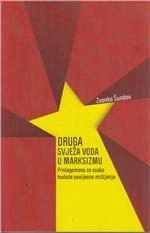 Zvonko Šundov
DRUGA
SVJEŽA VODA
U MARKSIZMU
Prolegomena za svako
buduće povijesno mišljenje